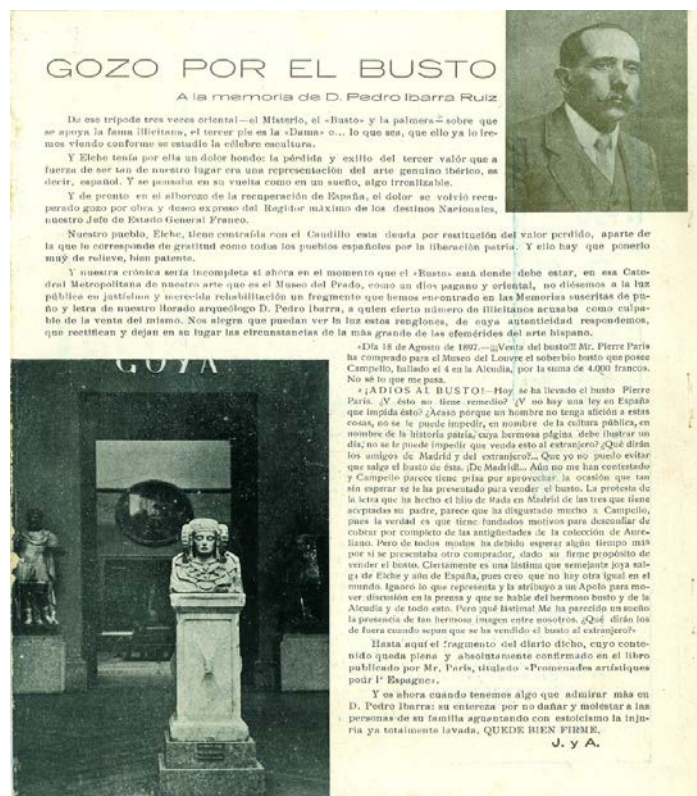 GOZO POR EL BUSTO
A la memoria de D. Pedro Ibarra Ruiz
De ese trípode tres veces oriental—el Misterio, el «Busto» y la palmera—sobre que
se apoya la fama illicitana, el tercer pie es la «Dama» o... lo que sea, que ello ya lo ire-
mos viendo conforme se estudie la célebre escultura.
Y Elche tenía por ella un dolor hondo: la pérdida y exilio del tercer valór que a
fuerza de ser tan de nuestro lugar era una representación del arte genuino ibérico, es
decir, español. Y se pensaba en su vuelta como en un sueño, algo irrealizable.
Y de pronto en el alborozo de la recuperación de España, el dolor se volvió recu-
perado gozo por obra y deseo expreso del Regidor máximo de los destinos Nacionales,
nuestro Jefe de Estado General Franco.
Nuestro pueblo, Elche, tiene contraída con el Caudillo esta deuda por restitución del valor perdido, aparte de
la que le corresponde de gratitud como todos los pueblos españoles por la liberación patria. Y ello hay que ponerlo
muy de relieve, bien patente.
Y nuestra crónica sería incompleta si ahora en el momento que el «Busto» está donde debe estar, en esa Cate-
dral Metropolitana de nuestro arte que es el Museo del Prado, como un dios pagano y oriental, no diésemos a la luz
pública en justísima y merecida rehabilitación un fragmento que hemos encontrado en las Memorias suscritas de pu-
ño y letra de nuestro llorado arqueólogo D. Pedro Ibarra, a quien cierto número de ilicitanos acusaba como culpa-
ble de la venta del mismo. Nos alegra que puedan ver la luz estos renglones, de cuya autenticidad respondemos,
que rectifican y dejan en su lugar las circunstancias de la más grande de las efemérides del arte hispano.
«Día 18 de Agosto de 1897.—¡¡¡Venta del busto!!! Mr. Pierre París
ha compeado para el Museo del Louvre el soberbio busto que posee
Campello, hallado el 4 en la Alcudia, por la suma de 4.000 francos.
No sé lo que me pasa.
«¡ADIOS AL BUSTO!—Hoy se ha llevado el busto Pierre
París. ¿Y ésto no tiene remedio? ¿Y no hay una ley en España
que impida ésto? ¿Acaso porque un hombre no tenga afición a estas
cosas, no se le puede impedir, en nombre de la cultura pública, en
nombre de la historia patria, cuya hermosa página debe ilustrar un
día, no se le puede impedir que venda esto al extranjero? ¿Qué dirán
los amigos de Madrid y del extranjero?... Que yo no puedo evitar
que salga el busto de ésta. ¡De Madrid!... Aún no me han contestado
y Campello parece tiene prisa por aprovechar la ocasión que tan
sin esperar se le ha presentado para vender el busto. La protesta de
la letra que ha hecho el hijo de Rada en Madrid de las tres que tiene
aceptadas su padre, parece que ha disgustado mucho a Campello,
pues la verdad es que tiene fundados motivos para desconfiar de
cobrar por completo de las antigüedades de la colección de Aure-
liano. Pero de todos modos ha debido esperar algún tiempo más
por si se presentaba otro comprador, dado su firme propósito de
vender el busto. Ciertamente es una lástima que semejante joya sal-
ga de Elche y aún de España, pues creo que no hay otra igual en el
mundo. Ignoro lo que representa y la atribuyo a un Apolo para mo-
ver discusión en la prensa y que se hable del hermoso busto y de la
Alcudia y de todo esto. Pero ¡qué lástima! Me ha parecido un sueño
la presencia de tan hermosa imagen entre nosotros. ¿Qué dirán los
de fuera cuando sepan que se ha vendido el busto al extranjero?»
Hasta aquí el fragmento del diario dicho, cuyo conte-
nido queda plena y absolutamente confirmado en el libro
publicado por Mr. Paris, titulado «Promenades artístiques
pour l' Espagne».
Y es ahora cuando tenemos algo que admirar más en
D. Pedro Ibarra: su entereza por no dañar y molestar a las
personas de su familia aguantando con estoicismo la inju-
ria ya totalmente lavada. QUEDE BIEN FIRME.
J. y A.
GOYA